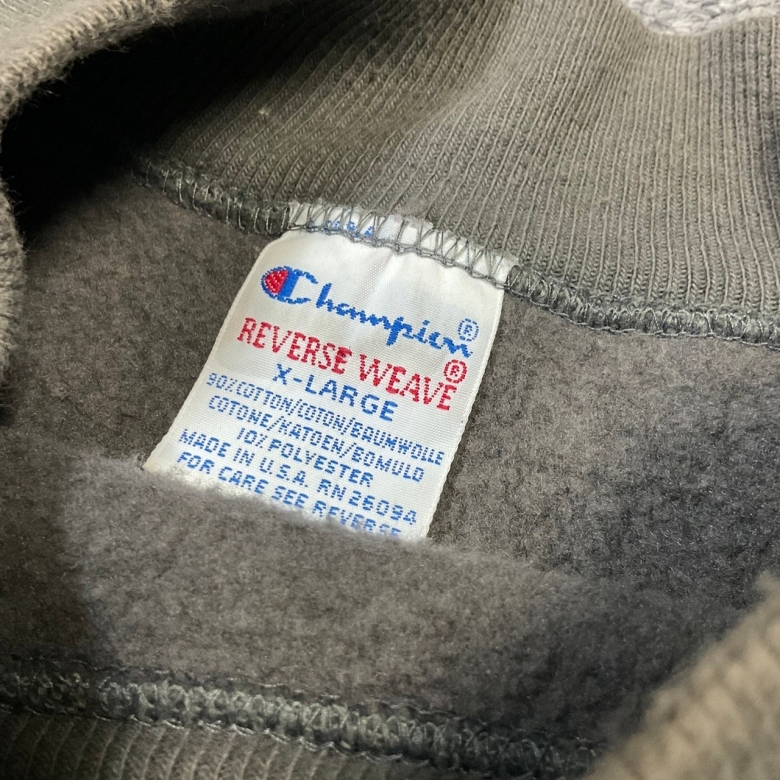 Champion®
REVERSE WEAVE®
X-LARGE
90% COTTON/COTON/BAUMWOLLE
COTONE/KATOEN/BOMULD
10% POLYESTER
MADE IN U.S.A. RN 26094
FOR CARE SEE REVERSE